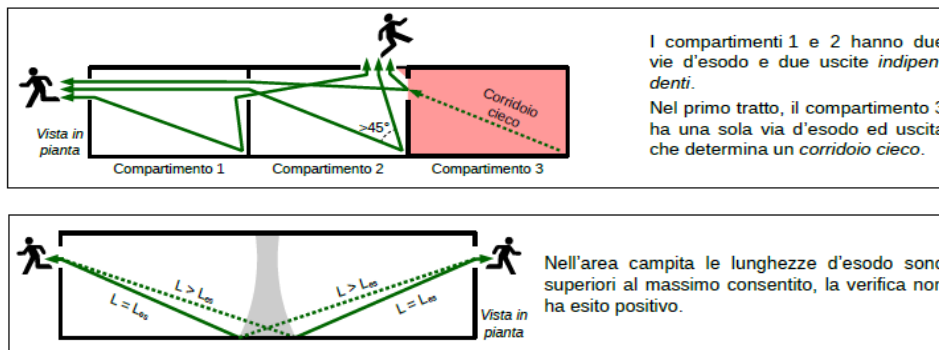 I compartimenti 1 e 2 hanno due
vie d'esodo e due uscite indipen
denti.
Nel primo tratto, il compartimento 3
ha una sola via d'esodo ed uscita
che determina un corridoio cieco.
Corridoio
cieco
>45°
Vista in
pianta
Compartimento 1
Compartimento 2
Compartimento 3
L > Les
L > Les
L = Les
L = Les
Vista in
pianta
Nell'area campita le lunghezze d'esodo sono
superiori al massimo consentito, la verifica non
ha esito positivo.